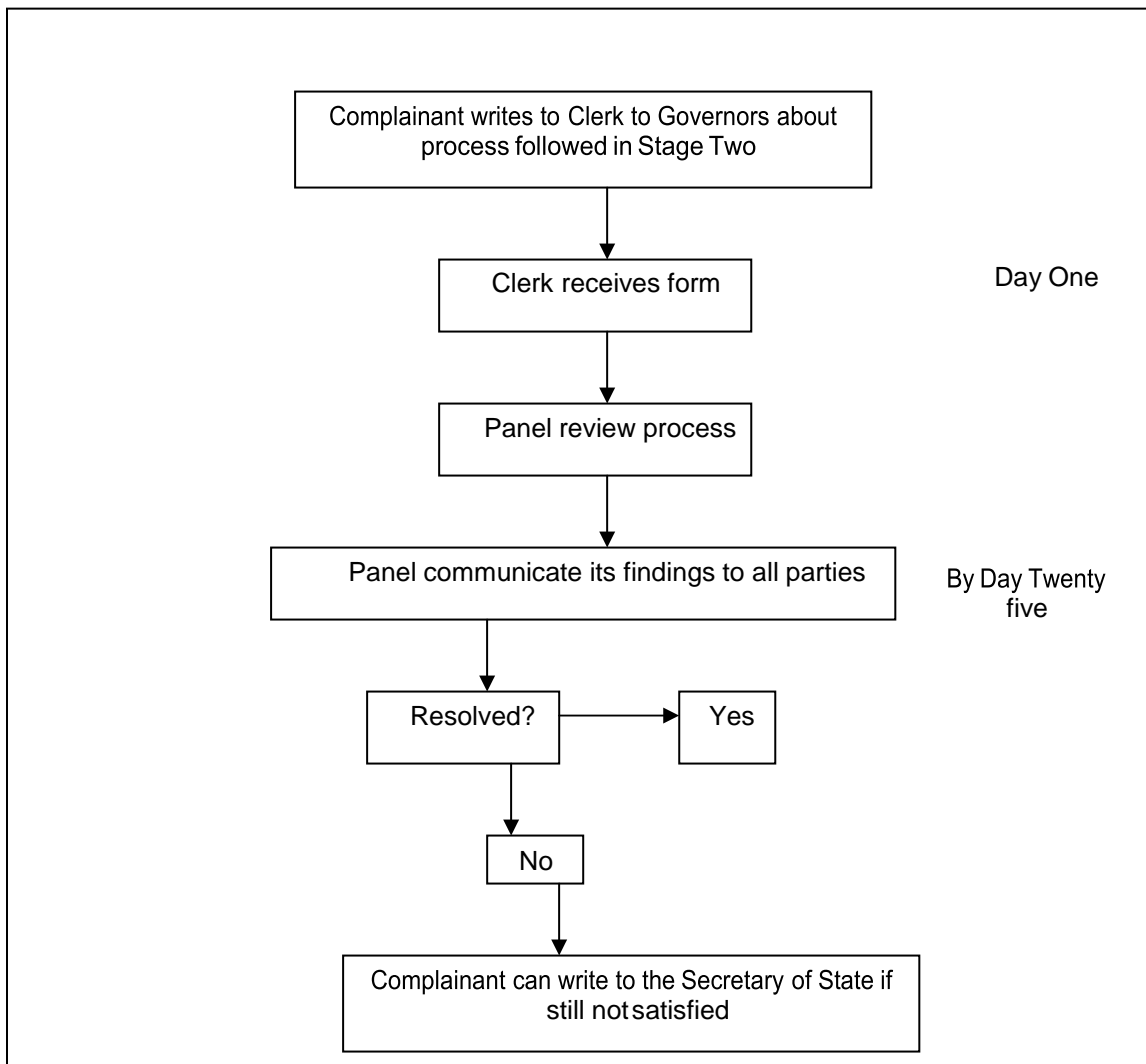 Complainant writes to Clerk to Governors about
process followed in Stage Two
Clerk receives form
Day One
Panel review process
Panel communicate its findings to all parties
By Day Twenty
five
Resolved?
Yes
No
Complainant can write to the Secretary of State if
still not satisfied